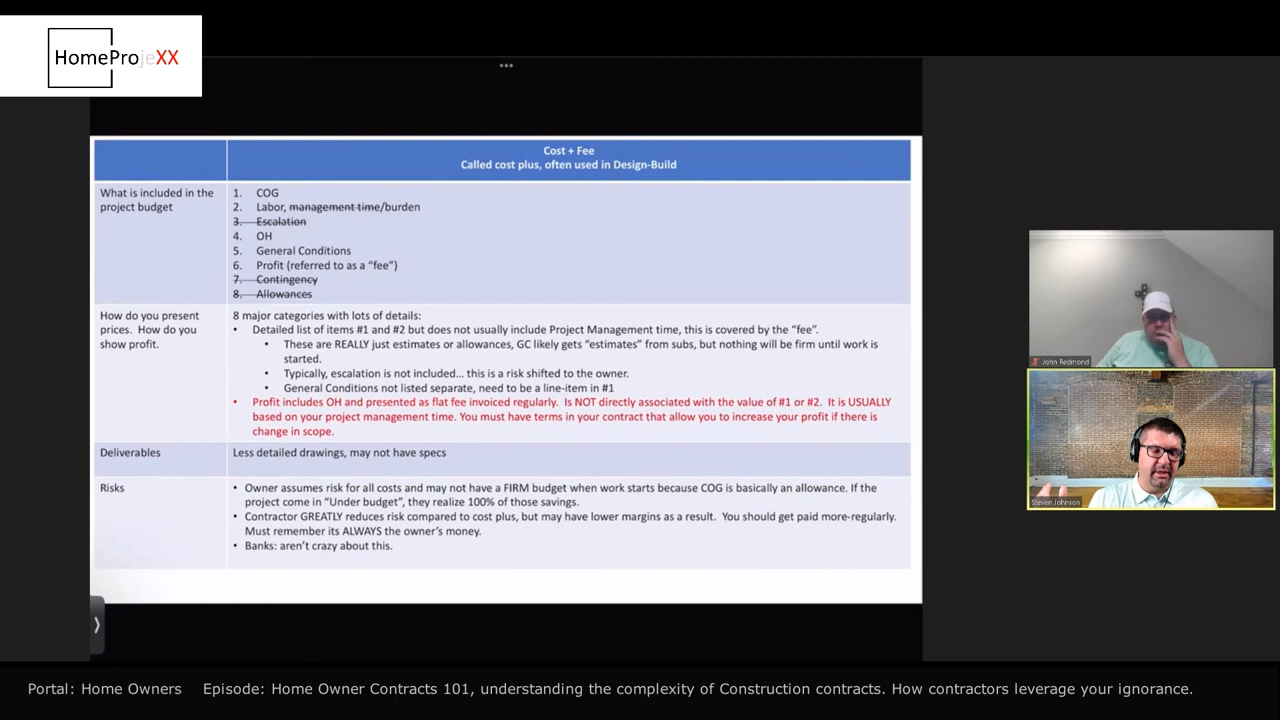 HomeProjeXX
Cost + Fee
Called cost plus, often used in Design-Build
What is included in the
project budget
1. COG
2. Labor, management time/burden
3. Escalation
4. OH
5. General Conditions
6. Profit (referred to as a “fee”)
7. Contingency
8. Allowances
How do you present
prices. How do you
show profit.
8 major categories with lots of details:
• Detailed list of items #1 and #2 but does not usually include Project Management time, this is covered by the “fee”.
• These are REALLY just estimates or allowances, GC likely gets “estimates” from subs, but nothing will be firm until work is
started.
• Typically, escalation is not included… this is a risk shifted to the owner.
• General Conditions not listed separate, need to be a line-item in #1
• Profit includes OH and presented as flat fee invoiced regularly. Is NOT directly associated with the value of #1 or #2. It is USUALLY
based on your project management time. You must have terms in your contract that allow you to increase your profit if there is
change in scope.
Deliverables
Less detailed drawings, may not have specs
Risks
• Owner assumes risk for all costs and may not have a FIRM budget when work starts because COG is basically an allowance. If the
project come in “Under budget”, they realize 100% of those savings.
• Contractor GREATLY reduces risk compared to cost plus, but may have lower margins as a result. You should get paid more-regularly.
Must remember its ALWAYS the owner’s money.
• Banks: aren’t crazy about this.
John Redmond
Steven Johnson
Portal: Home Owners Episode: Home Owner Contracts 101, understanding the complexity of Construction contracts. How contractors leverage your ignorance.